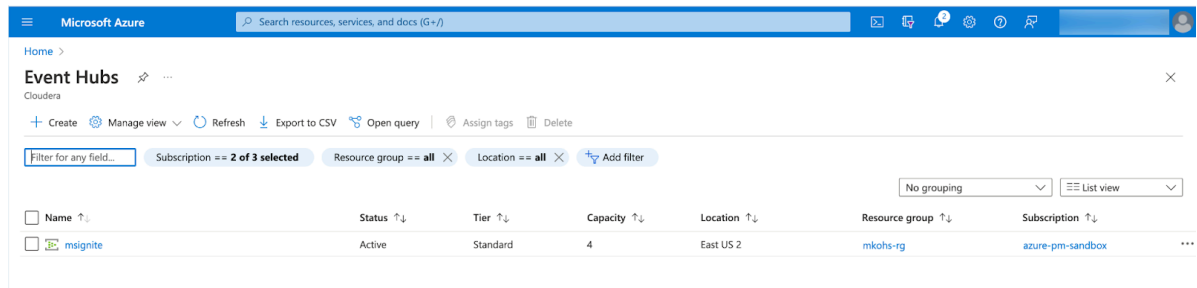 Microsoft Azure
Search resources, services, and docs (G+/)
2
Home >
Event Hubs
Cloudera
Create Manage view Refresh Export to CSV Open query Assign tags Delete
Filter for any field... Subscription == 2 of 3 selected Resource group == all Location == all Add filter
No grouping List view
Name Status Tier Capacity Location Resource group Subscription
msignite Active Standard 4 East US 2 mkohs-rg azure-pm-sandbox